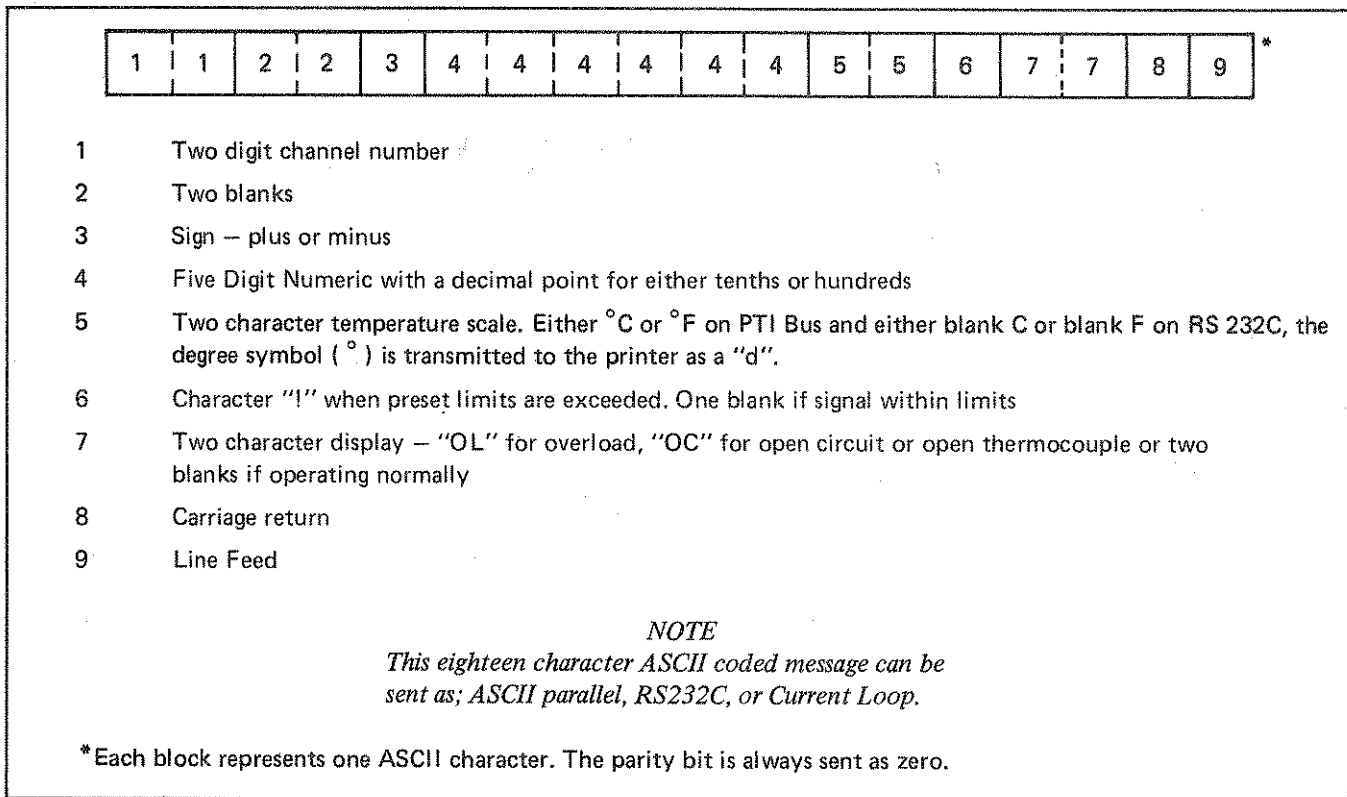 1 1 2 2 3 4 4 4 4 4 4 5 5 6 7 7 8 9 *
1 Two digit channel number
2 Two blanks
3 Sign — plus or minus
4 Five Digit Numeric with a decimal point for either tenths or hundreds
5 Two character temperature scale. Either °C or °F on PTI Bus and either blank C or blank F on RS 232C, the
degree symbol ( ° ) is transmitted to the printer as a "d".
6 Character "!" when preset limits are exceeded. One blank if signal within limits
7 Two character display — "OL" for overload, "OC" for open circuit or open thermocouple or two
blanks if operating normally
8 Carriage return
9 Line Feed
NOTE
This eighteen character ASCII coded message can be
sent as; ASCII parallel, RS232C, or Current Loop.
*Each block represents one ASCII character. The parity bit is always sent as zero.